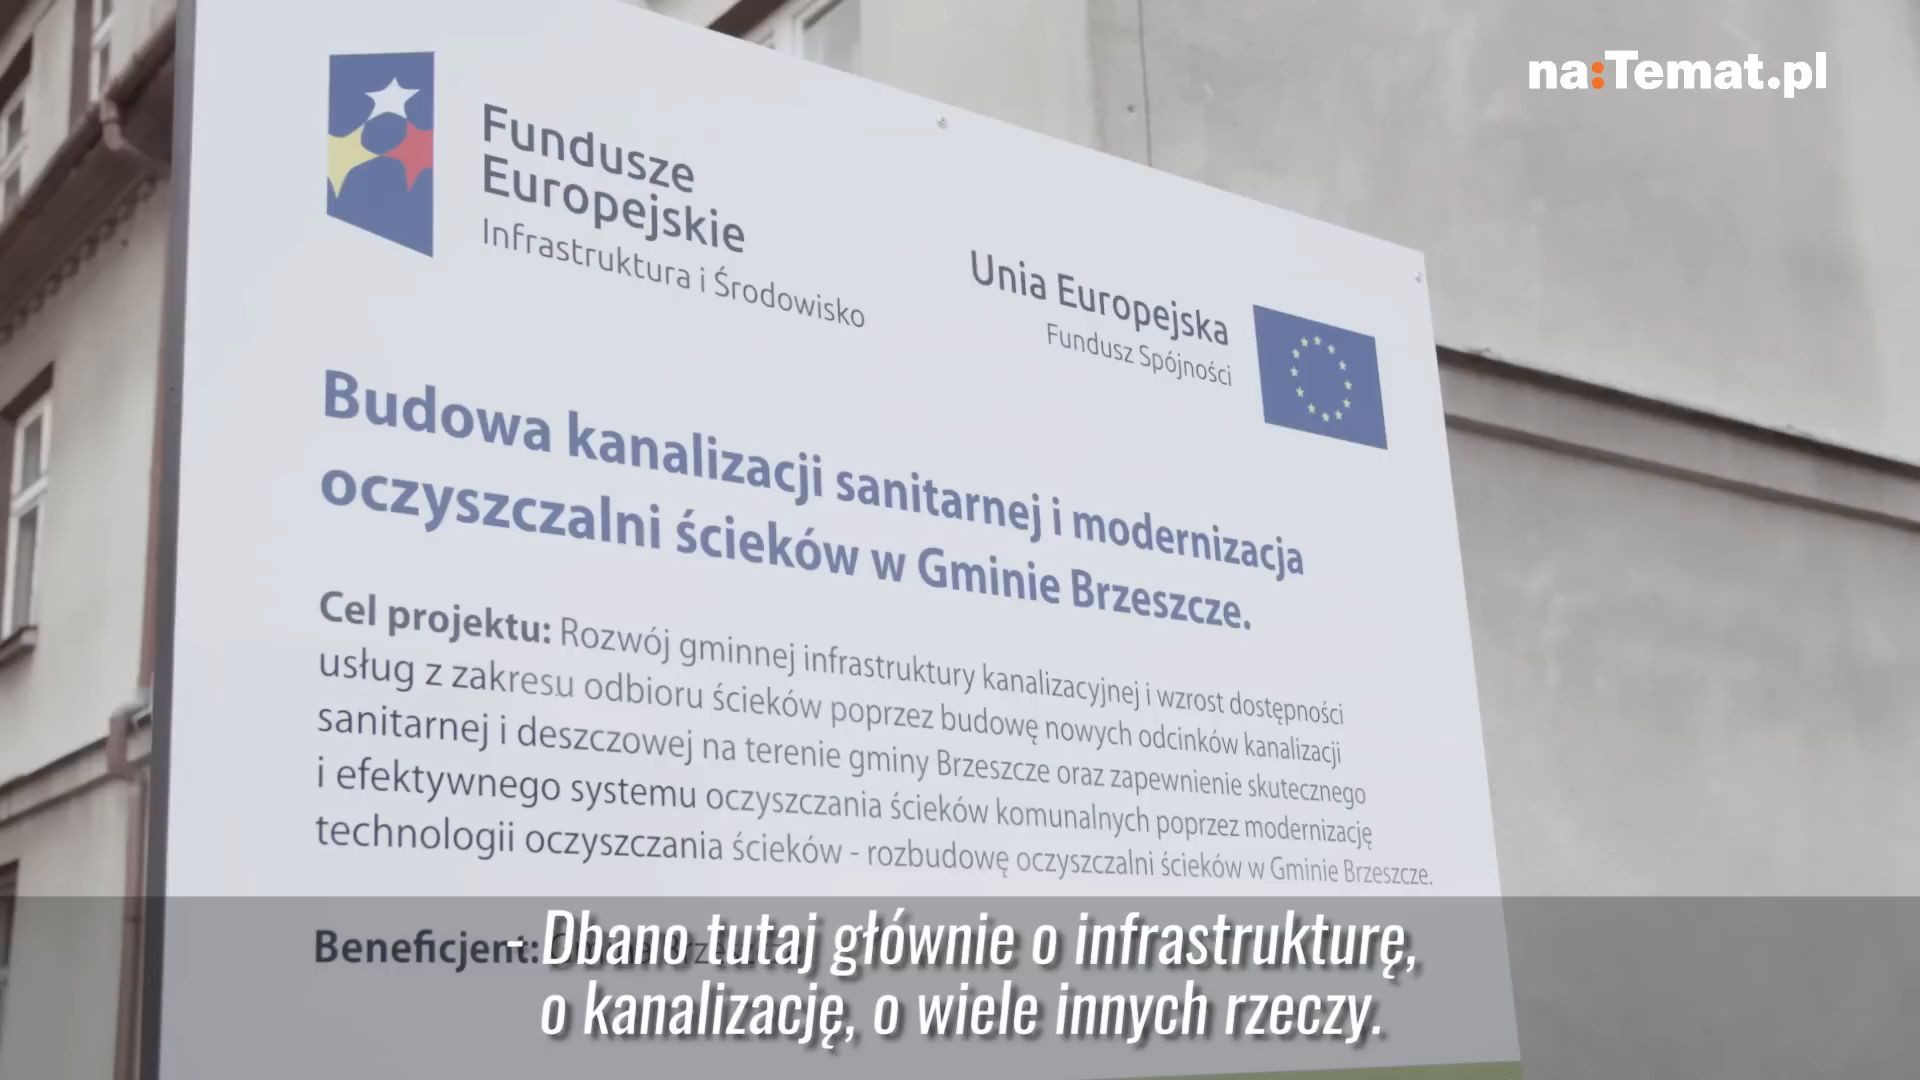 na:Temat.pl
Fundusze
Europejskie
Infrastruktura i Środowisko
Unia Europejska
Fundusz Spójności
Budowa kanalizacji sanitarnej i modernizacja
oczyszczalni ścieków w Gminie Brzeszcze.
Cel projektu: Rozwój gminnej infrastruktury kanalizacyjnej i wzrost dostępności
usług z zakresu odbioru ścieków poprzez budowę nowych odcinków kanalizacji
sanitarnej i deszczowej na terenie gminy Brzeszcze oraz zapewnienie skutecznego
i efektywnego systemu oczyszczania ścieków komunalnych poprzez modernizację
technologii oczyszczania ścieków - rozbudowę oczyszczalni ścieków w Gminie Brzeszcze.
Beneficjent:
- Dbano tutaj głównie o infrastrukturę,
o kanalizację, o wiele innych rzeczy.